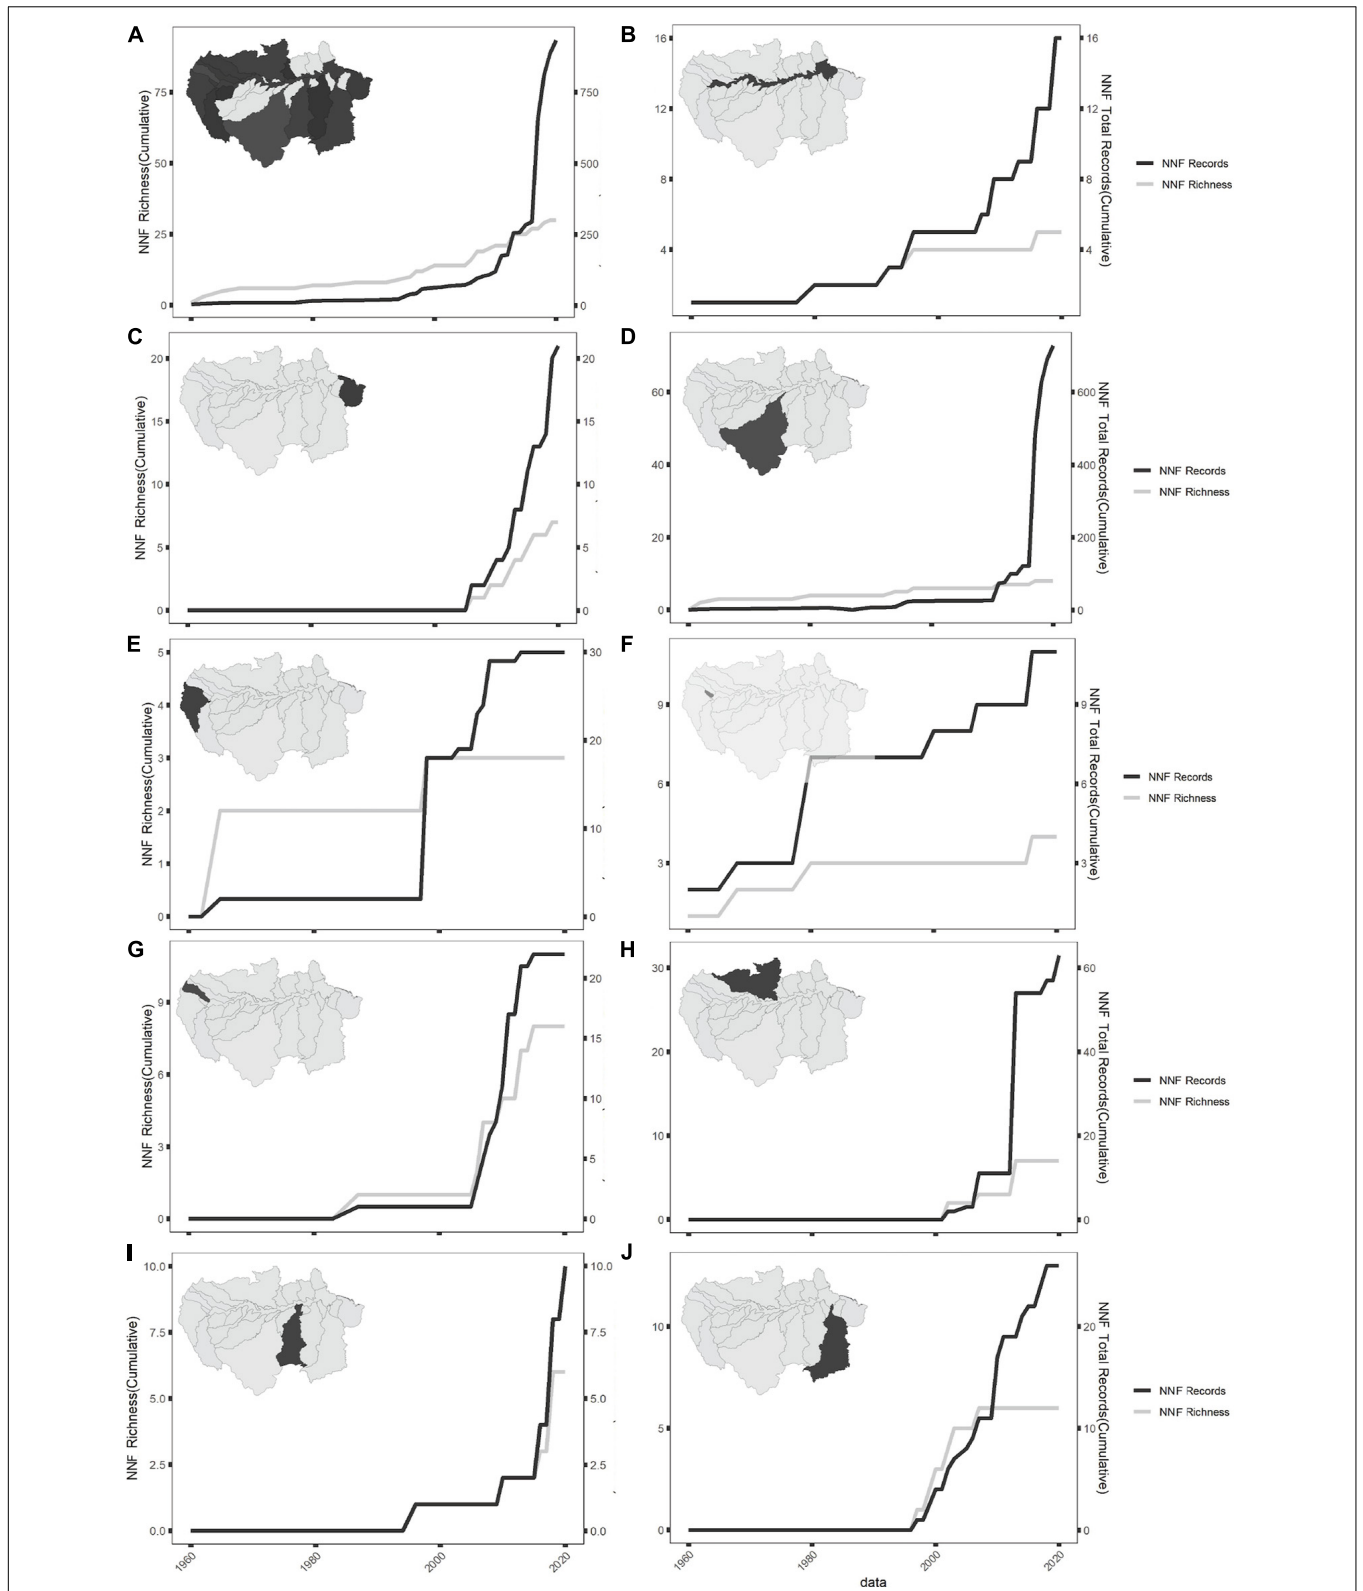 A
NNF Richness(Cumulative)
75
50
25
0
750
500
250
0
B
16
12
8
4
16
12
8
4
NNF Total Records(Cumulative)
NNF Records
NNF Richness
C
NNF Richness(Cumulative)
20
15
10
5
0
20
15
10
5
0
D
60
40
20
0
600
400
200
0
NNF Total Records(Cumulative)
NNF Records
NNF Richness
E
NNF Richness(Cumulative)
5
4
3
2
1
0
30
20
10
0
F
9
6
3
9
6
3
NNF Total Records(Cumulative)
NNF Records
NNF Richness
G
NNF Richness(Cumulative)
9
6
3
0
20
15
10
5
0
H
30
20
10
0
60
40
20
0
NNF Total Records(Cumulative)
NNF Records
NNF Richness
I
NNF Richness(Cumulative)
10.0
7.5
5.0
2.5
0.0
10.0
7.5
5.0
2.5
0.0
1960
1980
2000
2020
J
10
5
0
20
10
0
NNF Total Records(Cumulative)
NNF Records
NNF Richness
1960
1980
2000
2020
data